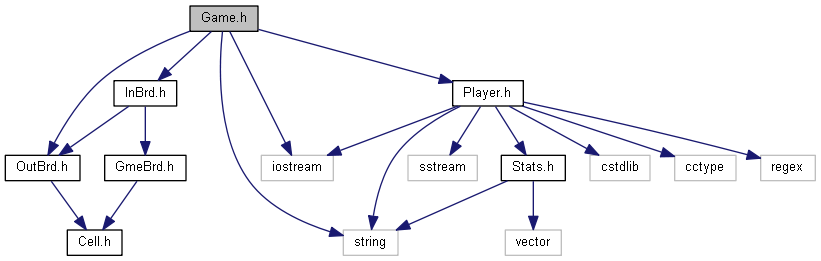 Game.h
InBrd.h
Player.h
OutBrd.h
GmeBrd.h
iostream
sstream
Stats.h
cstdlib
cctype
regex
Cell.h
string
vector